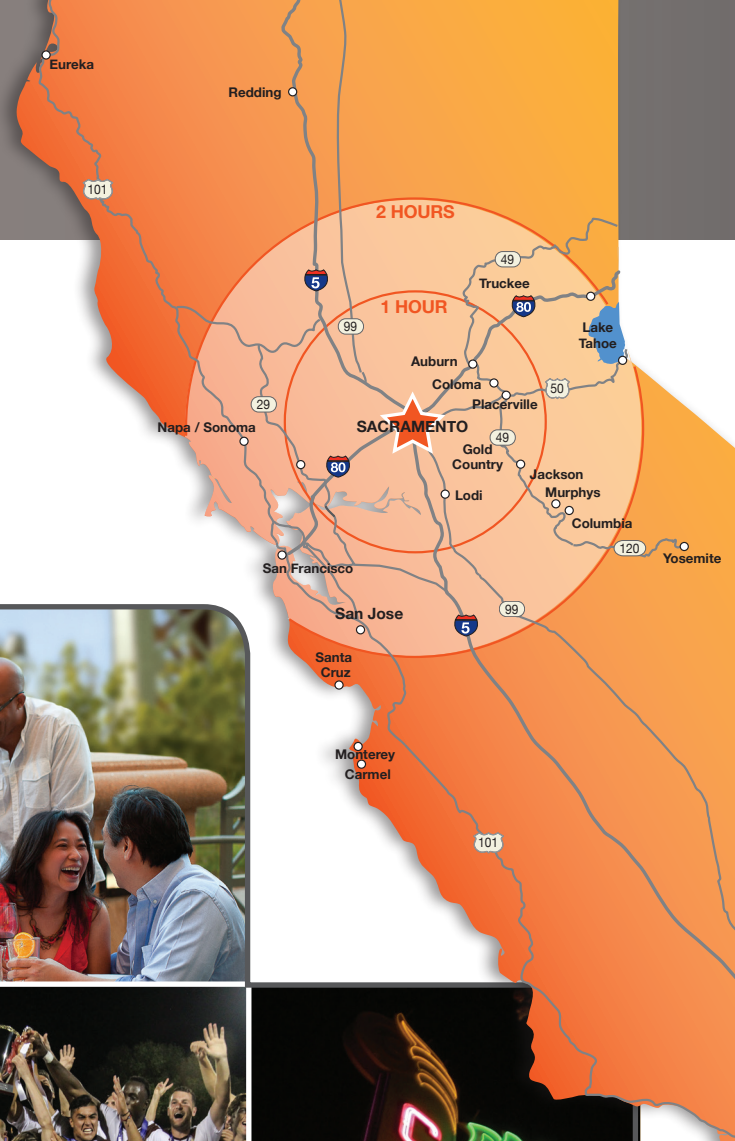 Eureka
Redding
101
2 HOURS
49
Truckee
5
80
1 HOUR
99
Lake
Tahoe
Auburn
Coloma
50
Placerville
29
Napa / Sonoma
SACRAMENTO
49
Gold
Country
80
Jackson
Lodi
Murphys
Columbia
120
Yosemite
San Francisco
99
San Jose
5
Santa
Cruz
Monterey
Carmel
101